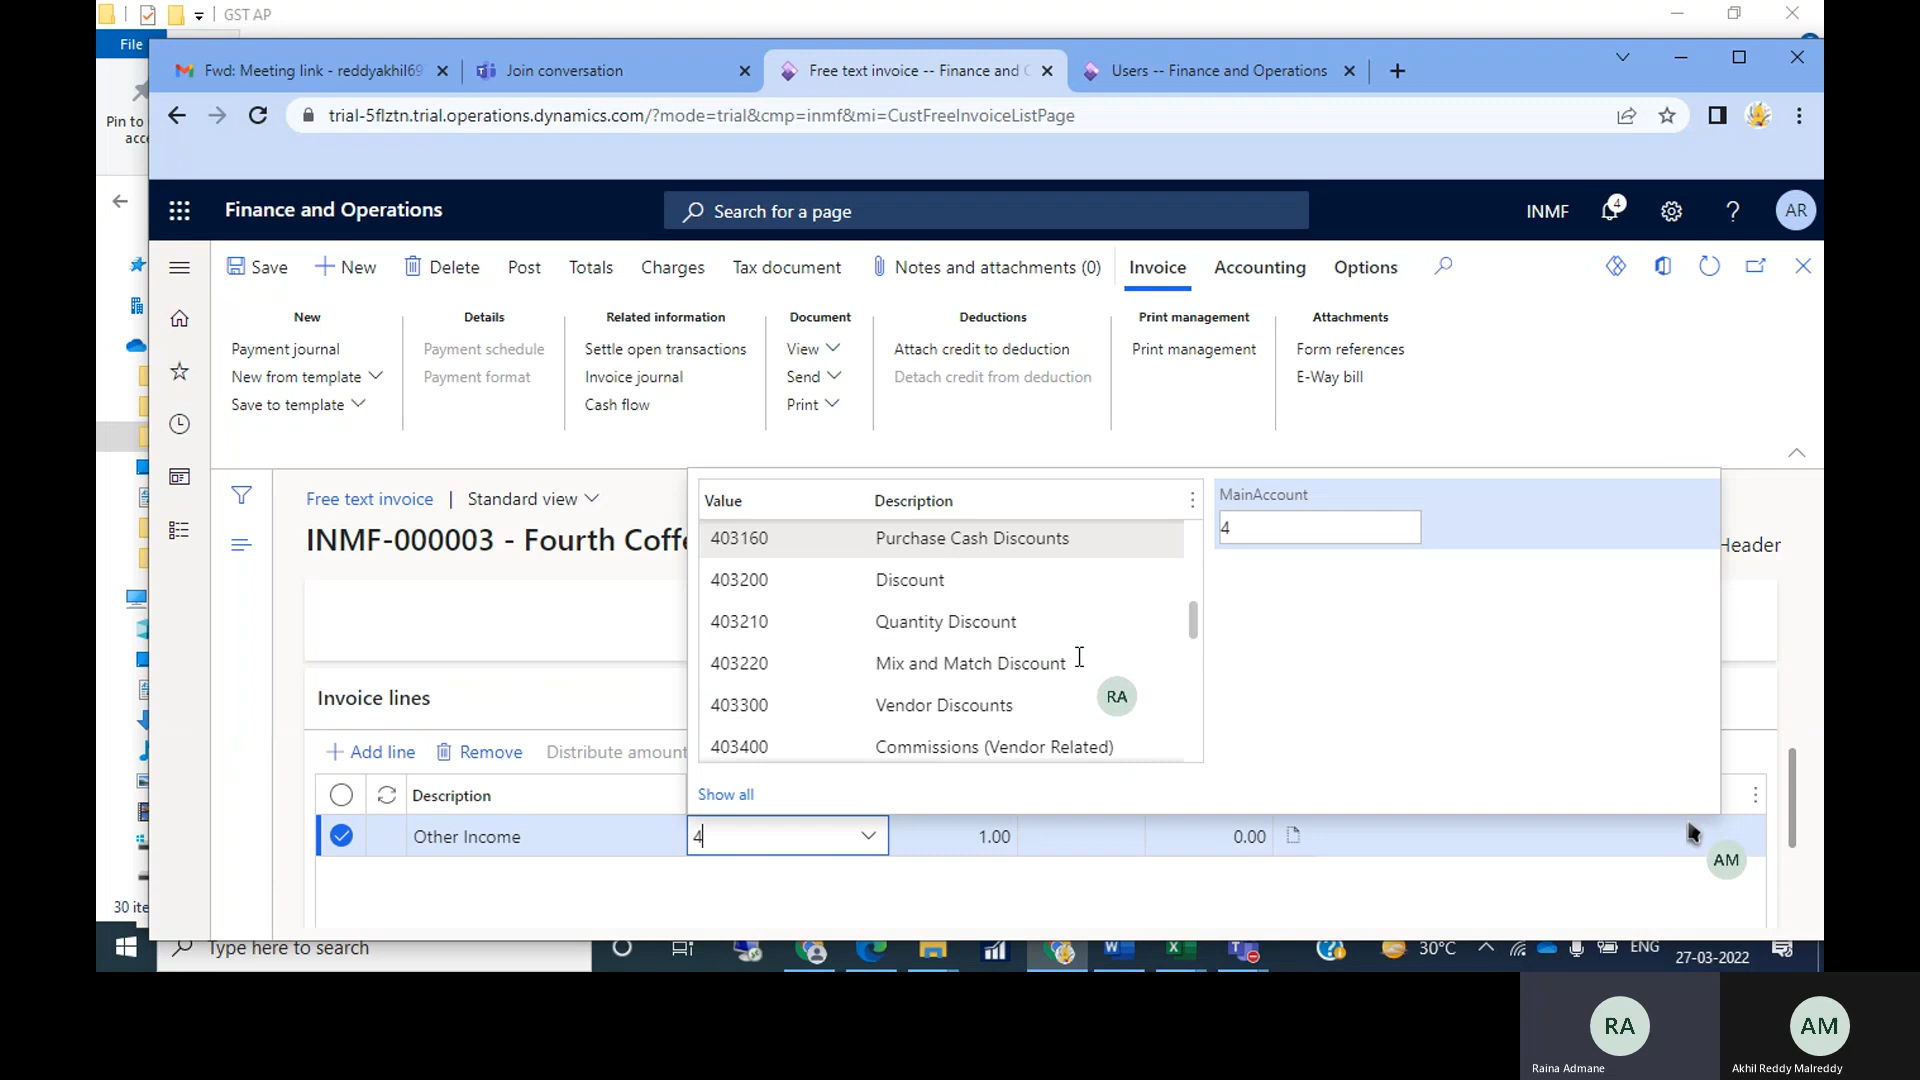 GST AP
File
Fwd: Meeting link - reddyakhil69
Join conversation
Free text invoice -- Finance and
Users -- Finance and Operations
Pin to
acc
trial-5flztn.trial.operations.dynamics.com/?mode=trial&cmp=inmf&mi=CustFreeInvoiceListPage
Finance and Operations
Search for a page
INMF
4
?
AR
Save
New
Delete
Post
Totals
Charges
Tax document
Notes and attachments (0)
Invoice
Accounting
Options
New
Details
Related information
Document
Deductions
Print management
Attachments
Payment journal
Payment schedule
Settle open transactions
View
Attach credit to deduction
Print management
Form references
New from template
Payment format
Invoice journal
Send
Detach credit from deduction
E-Way bill
Save to template
Cash flow
Print
Free text invoice | Standard view
INMF-000003 - Fourth Coff
Header
Value
Description
403160 Purchase Cash Discounts
403200 Discount
403210 Quantity Discount
403220 Mix and Match Discount
403300 Vendor Discounts
403400 Commissions (Vendor Related)
Show all
MainAccount
4
RA
Invoice lines
Add line
Remove
Distribute amount
Description
Other Income
4
1.00
0.00
AM
30 ite
Type here to search
30°C
ENG
27-03-2022
RA
Raina Admane
AM
Akhil Reddy Malreddy